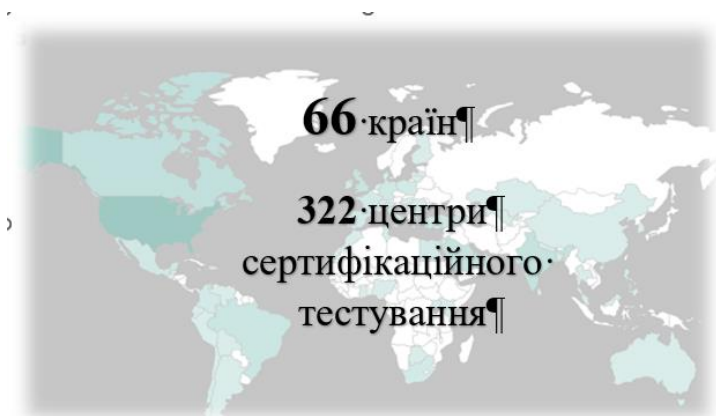 66·країн¶
322·центри¶
сертифікаційного·
тестування¶